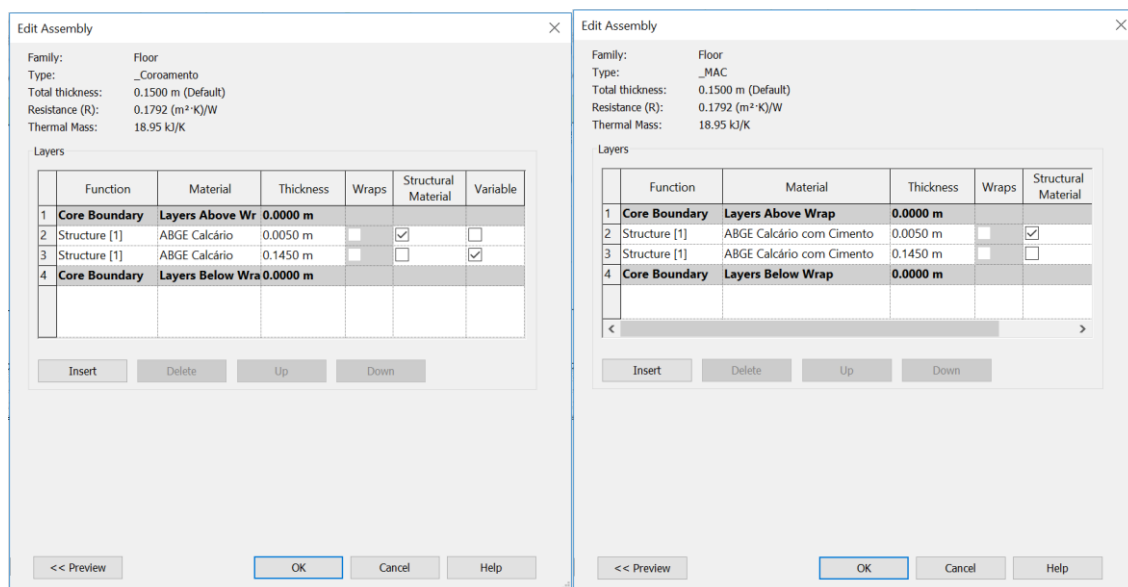 Edit Assembly
Family: Floor
Type: _Coroamento
Total thickness: 0.1500 m (Default)
Resistance (R): 0.1792 (m²·K)/W
Thermal Mass: 18.95 kJ/K
Layers
Function Material Thickness Wraps Structural Material Variable
1 Core Boundary Layers Above Wr 0.0000 m
2 Structure [1] ABGE Calcário 0.0050 m
3 Structure [1] ABGE Calcário 0.1450 m
4 Core Boundary Layers Below Wra 0.0000 m
Insert Delete Up Down
<< Preview OK Cancel Help
Edit Assembly
Family: Floor
Type: _MAC
Total thickness: 0.1500 m (Default)
Resistance (R): 0.1792 (m²·K)/W
Thermal Mass: 18.95 kJ/K
Layers
Function Material Thickness Wraps Structural Material
1 Core Boundary Layers Above Wrap 0.0000 m
2 Structure [1] ABGE Calcário com Cimento 0.0050 m
3 Structure [1] ABGE Calcário com Cimento 0.1450 m
4 Core Boundary Layers Below Wrap 0.0000 m
Insert Delete Up Down
<< Preview OK Cancel Help